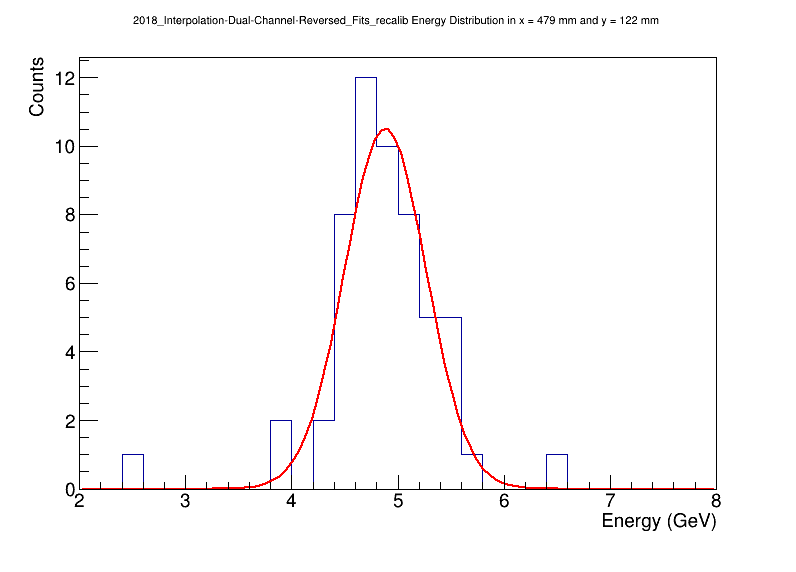 2018_Interpolation-Dual-Channel-Reversed_Fits_recalib Energy Distribution in x = 479 mm and y = 122 mm
Counts
12
10
8
6
4
2
0
2 3 4 5 6 7 8
Energy (GeV)